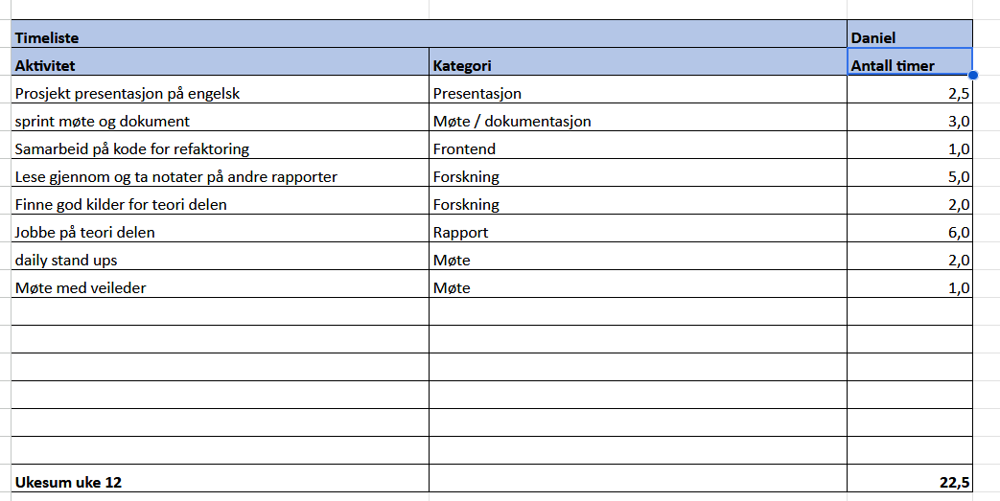 Timeliste Daniel
Aktivitet Kategori Antall timer
Prosjekt presentasjon på engelsk Presentasjon 2,5
sprint møte og dokument Møte / dokumentasjon 3,0
Samarbeid på kode for refaktoring Frontend 1,0
Lese gjennom og ta notater på andre rapporter Forskning 5,0
Finne god kilder for teori delen Forskning 2,0
Jobbe på teori delen Rapport 6,0
daily stand ups Møte 2,0
Møte med veileder Møte 1,0
Ukesum uke 12 22,5